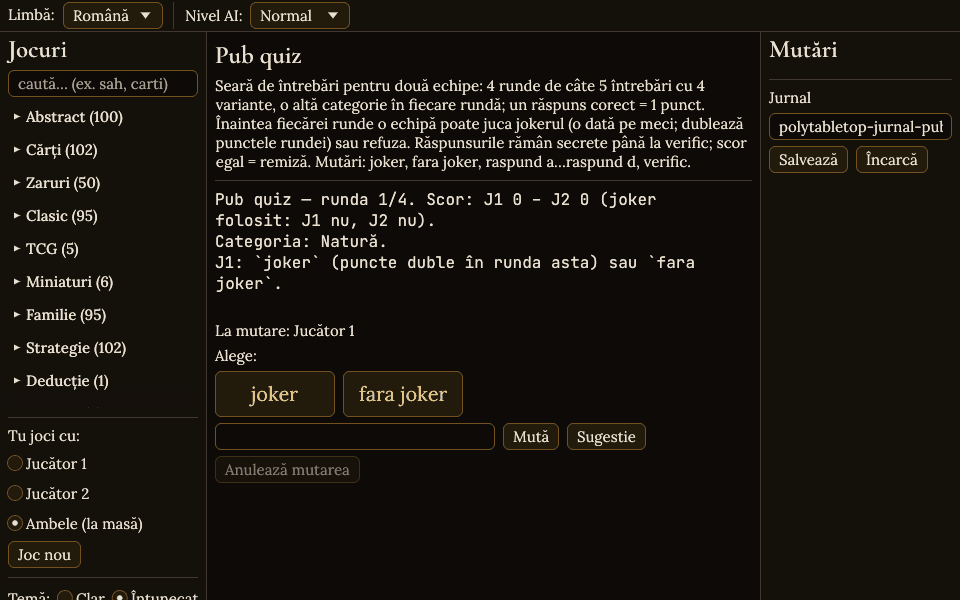 Limbă: Română ▼ Nivel AI: Normal ▼
Jocuri
caută... (ex. sah, carti)
▸ Abstract (100)
▸ Cărți (102)
▸ Zaruri (50)
▸ Clasic (95)
▸ TCG (5)
▸ Miniaturi (6)
▸ Familie (95)
▸ Strategie (102)
▸ Deducție (1)
Tu joci cu:
Jucător 1
Jucător 2
Ambele (la masă)
Joc nou
Temă: Clar Întunecat
Pub quiz
Seară de întrebări pentru două echipe: 4 runde de câte 5 întrebări cu 4
variante, o altă categorie în fiecare rundă; un răspuns corect = 1 punct.
Înaintea fiecărei runde o echipă poate juca jokerul (o dată pe meci; dublează
punctele rundei) sau refuza. Răspunsurile rămân secrete până la verific; scor
egal = remiză. Mutări: joker, fara joker, raspund a...raspund d, verific.
Pub quiz — runda 1/4. Scor: J1 0 – J2 0 (joker
folosit: J1 nu, J2 nu).
Categoria: Natură.
J1: `joker` (puncte duble în runda asta) sau `fara
joker`.
La mutare: Jucător 1
Alege:
joker fara joker
Mută Sugestie
Anulează mutarea
Mutări
Jurnal
polytabletop-jurnal-pub
Salvează Încarcă